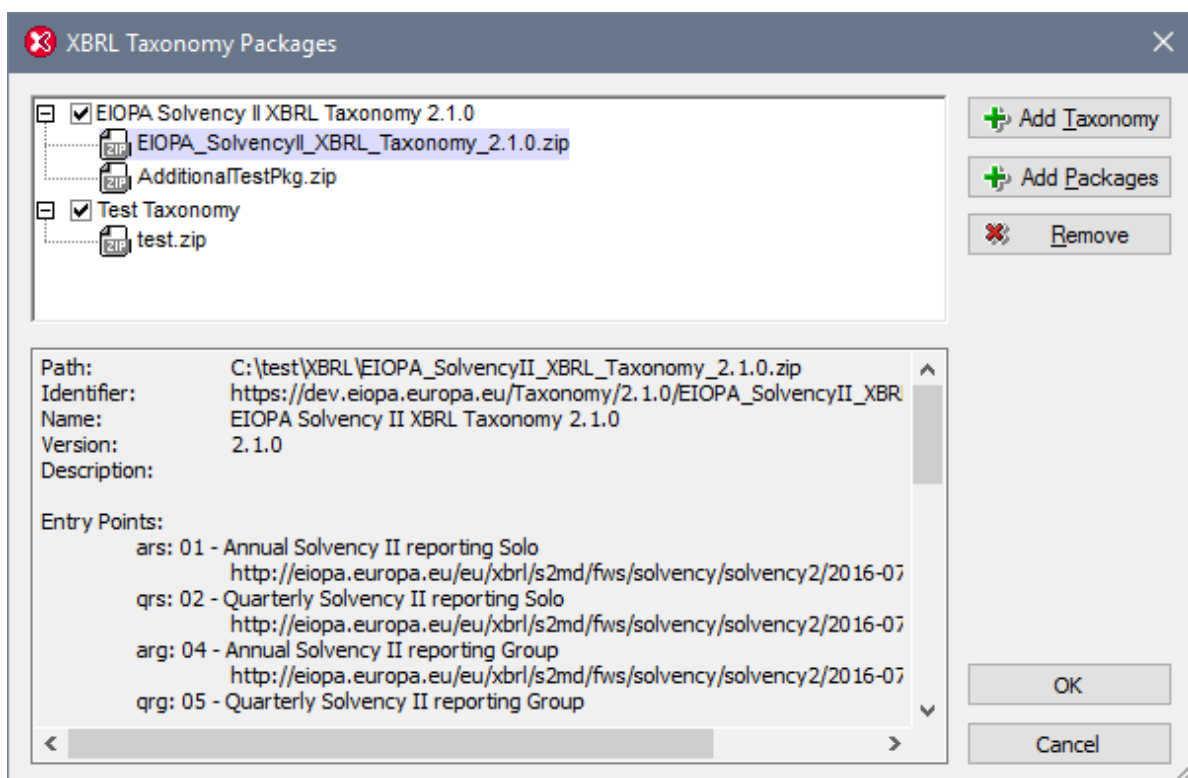 XBRL Taxonomy Packages
EIOPA Solvency II XBRL Taxonomy 2.1.0
EIOPA_SolvencyII_XBRL_Taxonomy_2.1.0.zip
AdditionalTestPkg.zip
Test Taxonomy
test.zip
Add Taxonomy
Add Packages
Remove
Path: C:\test\XBRL\EIOPA_SolvencyII_XBRL_Taxonomy_2.1.0.zip
Identifier: https://dev.eiopa.europa.eu/Taxonomy/2.1.0/EIOPA_SolvencyII_XBRL
Name: EIOPA Solvency II XBRL Taxonomy 2.1.0
Version: 2.1.0
Description:
Entry Points:
ars: 01 - Annual Solvency II reporting Solo
http://eiopa.europa.eu/eu/xbrl/s2md/fws/solvency/solvency2/2016-07
qrs: 02 - Quarterly Solvency II reporting Solo
http://eiopa.europa.eu/eu/xbrl/s2md/fws/solvency/solvency2/2016-07
arg: 04 - Annual Solvency II reporting Group
http://eiopa.europa.eu/eu/xbrl/s2md/fws/solvency/solvency2/2016-07
qrg: 05 - Quarterly Solvency II reporting Group
OK
Cancel